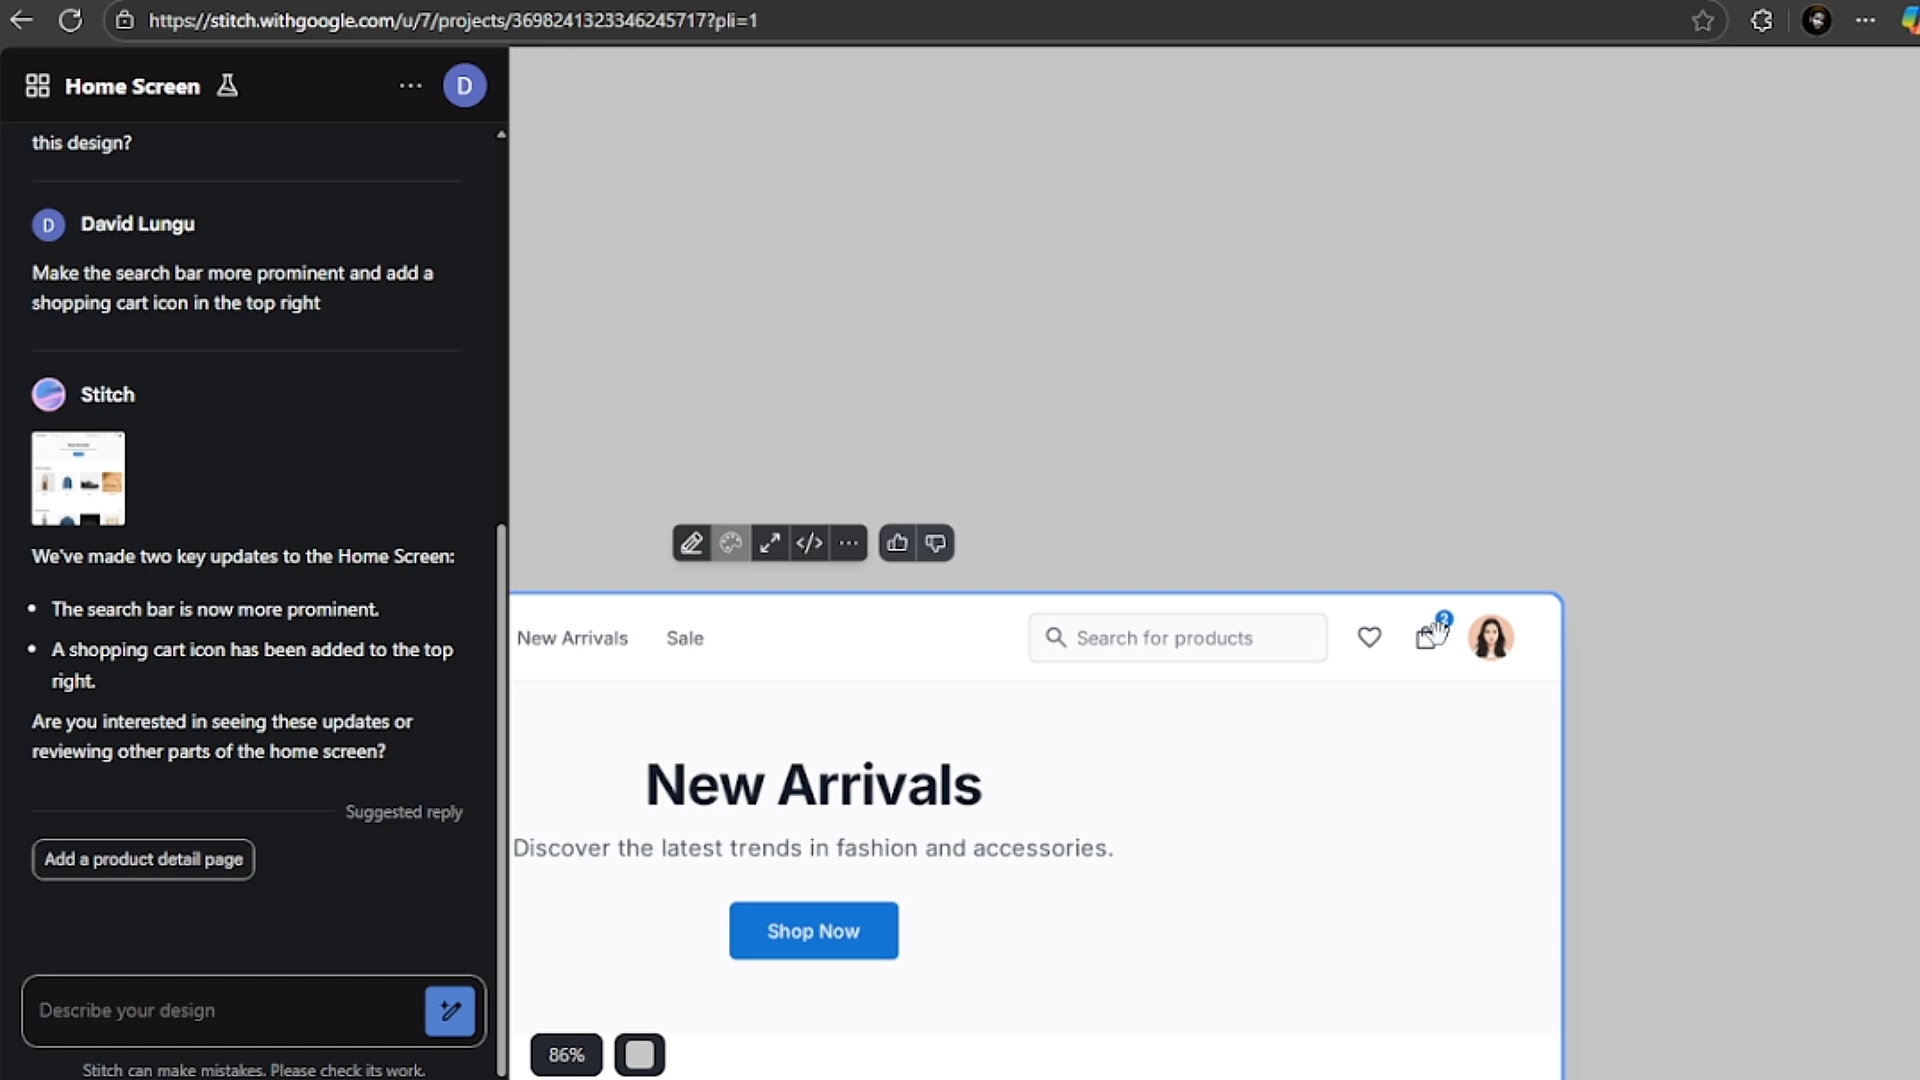 https://stitch.withgoogle.com/u/7/projects/3698241323346245717?pli=1
Home Screen
D
this design?
D David Lungu
Make the search bar more prominent and add a
shopping cart icon in the top right
Stitch
We've made two key updates to the Home Screen:
• The search bar is now more prominent.
• A shopping cart icon has been added to the top
right.
Are you interested in seeing these updates or
reviewing other parts of the home screen?
Suggested reply
Add a product detail page
Describe your design
Stitch can make mistakes. Please check its work.
New Arrivals
Sale
Search for products
New Arrivals
Discover the latest trends in fashion and accessories.
Shop Now
86%